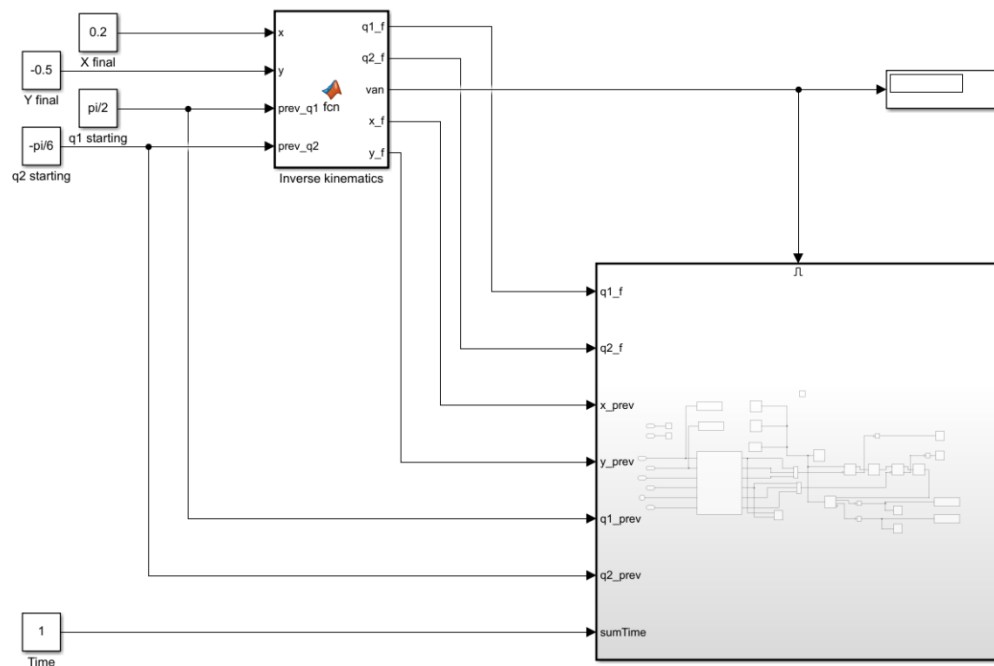 0.2
X final
-0.5
Y final
pi/2
q1 starting
-pi/6
q2 starting
x
y
prev_q1
prev_q2
fcn
q1_f
q2_f
van
x_f
y_f
Inverse kinematics
q1_f
q2_f
x_prev
y_prev
q1_prev
q2_prev
sumTime
1
Time